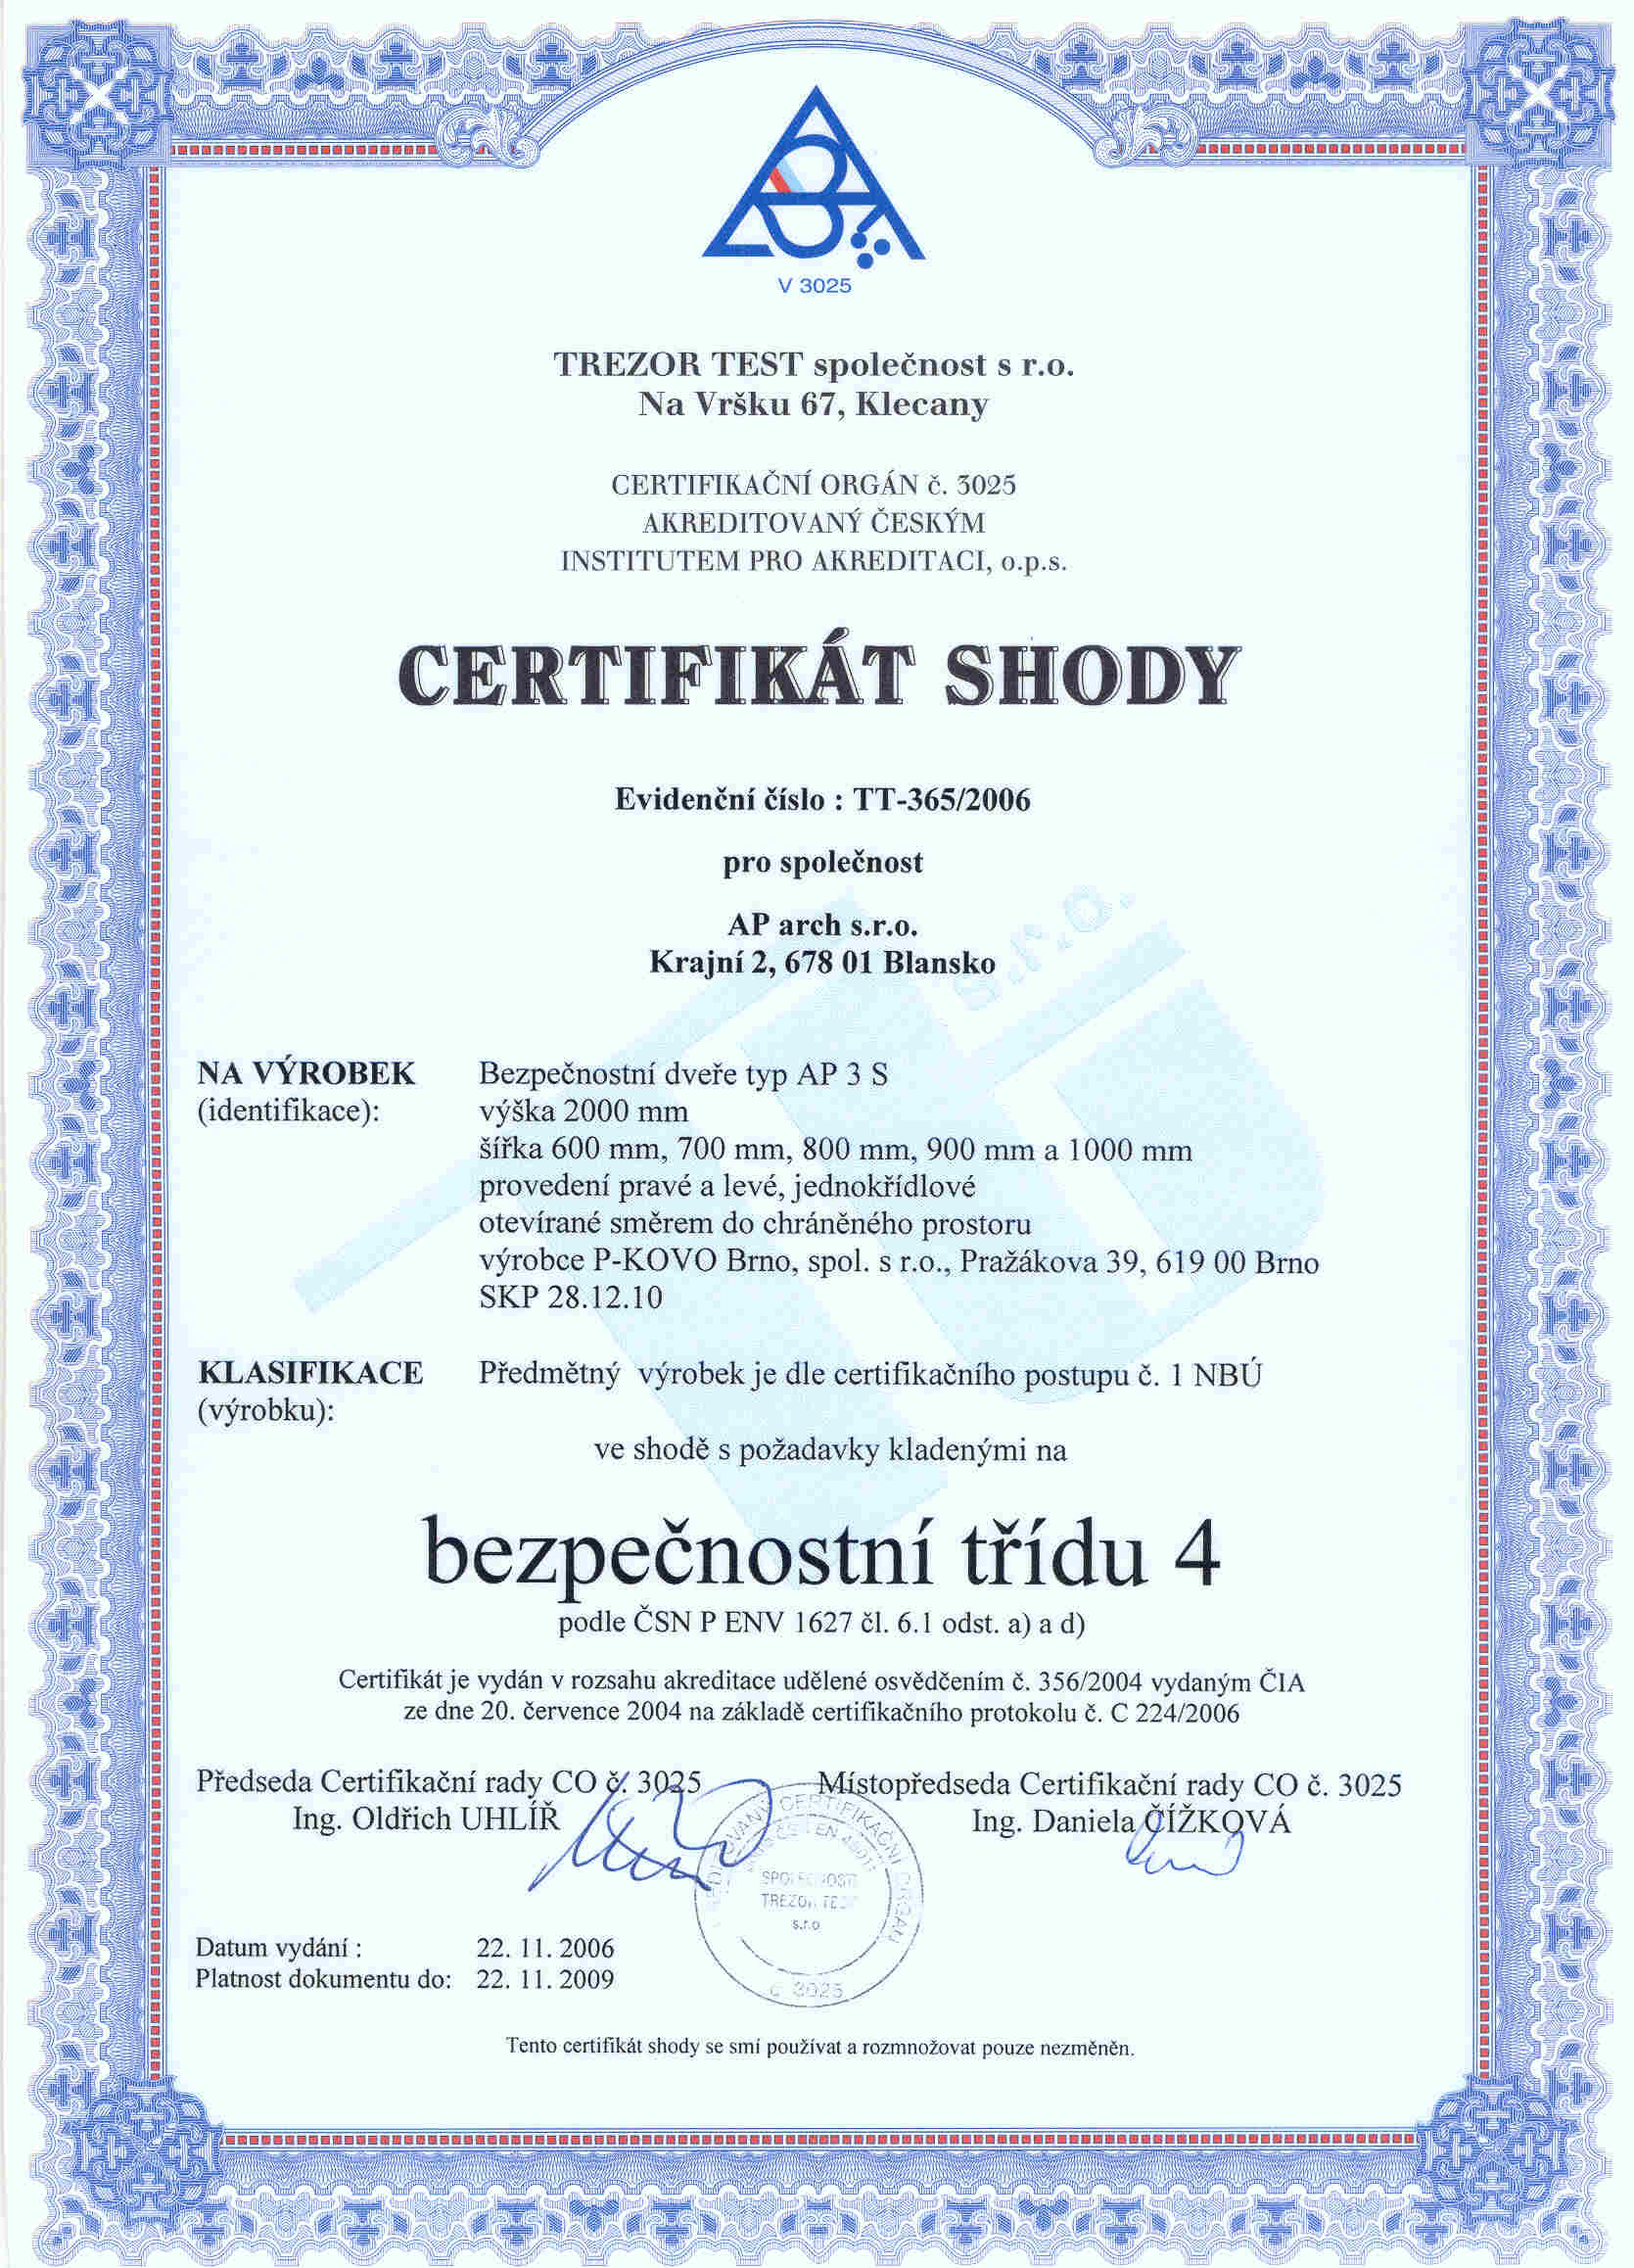 V 3025
TREZOR TEST společnost s r.o.
Na Vršku 67, Klecany
CERTIFIKAČNÍ ORGÁN č. 3025
AKREDITOVANÝ ČESKÝM
INSTITUTEM PRO AKREDITACI, o.p.s.
CERTIFIKÁT SHODY
Evidenční číslo : TT-365/2006
pro společnost
AP arch s.r.o.
Krajní 2, 678 01 Blansko
s.r.o.
NA VÝROBEK Bezpečnostní dveře typ AP 3 S
(identifikace): výška 2000 mm
šířka 600 mm, 700 mm, 800 mm, 900 mm a 1000 mm
provedení pravé a levé, jednokřídlové
otevírané směrem do chráněného prostoru
výrobce P-KOVO Brno, spol. s r.o., Pražákova 39, 619 00 Brno
SKP 28.12.10
KLASIFIKACE Předmětný výrobek je dle certifikačního postupu č. 1 NBÚ
(výrobku):
ve shodě s požadavky kladenými na
bezpečnostní třídu 4
podle ČSN P ENV 1627 čl. 6.1 odst. a) a d)
Certifikát je vydán v rozsahu akreditace udělené osvědčením č. 356/2004 vydaným ČIA
ze dne 20. července 2004 na základě certifikačního protokolu č. C 224/2006
Předseda Certifikační rady CO č. 3025 Místopředseda Certifikační rady CO č. 3025
Ing. Oldřich UHLÍŘ Ing. Daniela ČÍŽKOVÁ
CERTIFIKAČNÍ ORGÁN
SPOLEČNOSTI
TREZOR TEST
s.r.o
č 3025
Datum vydání : 22. 11. 2006
Platnost dokumentu do: 22. 11. 2009
Tento certifikát shody se smí používat a rozmnožovat pouze nezměněn.